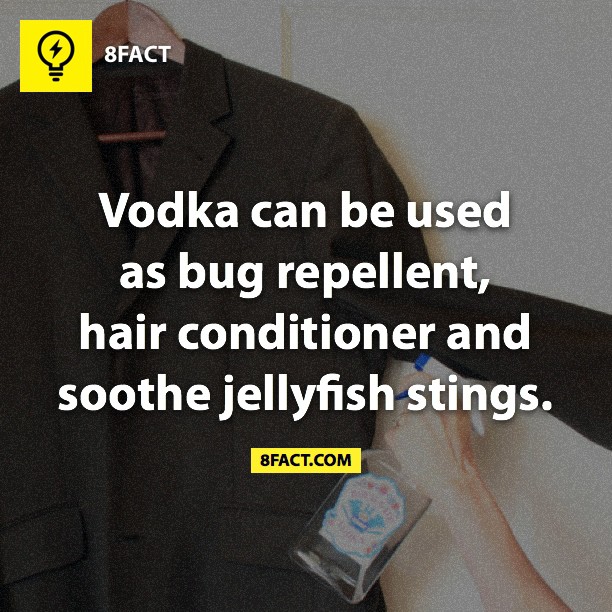 8FACT
Vodka can be used
as bug repellent,
hair conditioner and
soothe jellyfish stings.
8FACT.COM